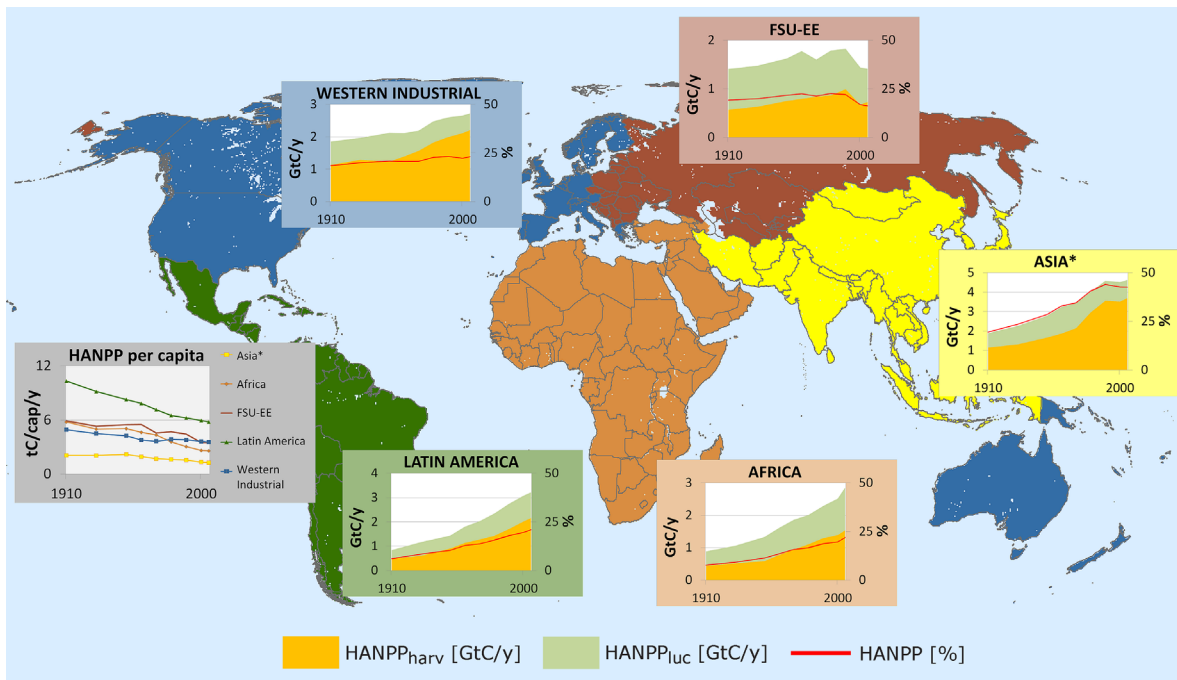 FSU-EE
2
1
0
GtC/y
50
25
0
%
1910
2000
WESTERN INDUSTRIAL
3
2
1
0
GtC/y
50
25
0
%
1910
2000
ASIA*
5
4
3
2
1
0
GtC/y
50
25
0
%
1910
2000
HANPP per capita
12
6
0
tC/cap/y
1910
2000
Asia*
Africa
FSU-EE
Latin America
Western
Industrial
LATIN AMERICA
4
3
2
1
0
GtC/y
50
25
0
%
1910
2000
AFRICA
3
2
1
0
GtC/y
50
25
0
%
1910
2000
HANPPharv [GtC/y]
HANPPluc [GtC/y]
HANPP [%]